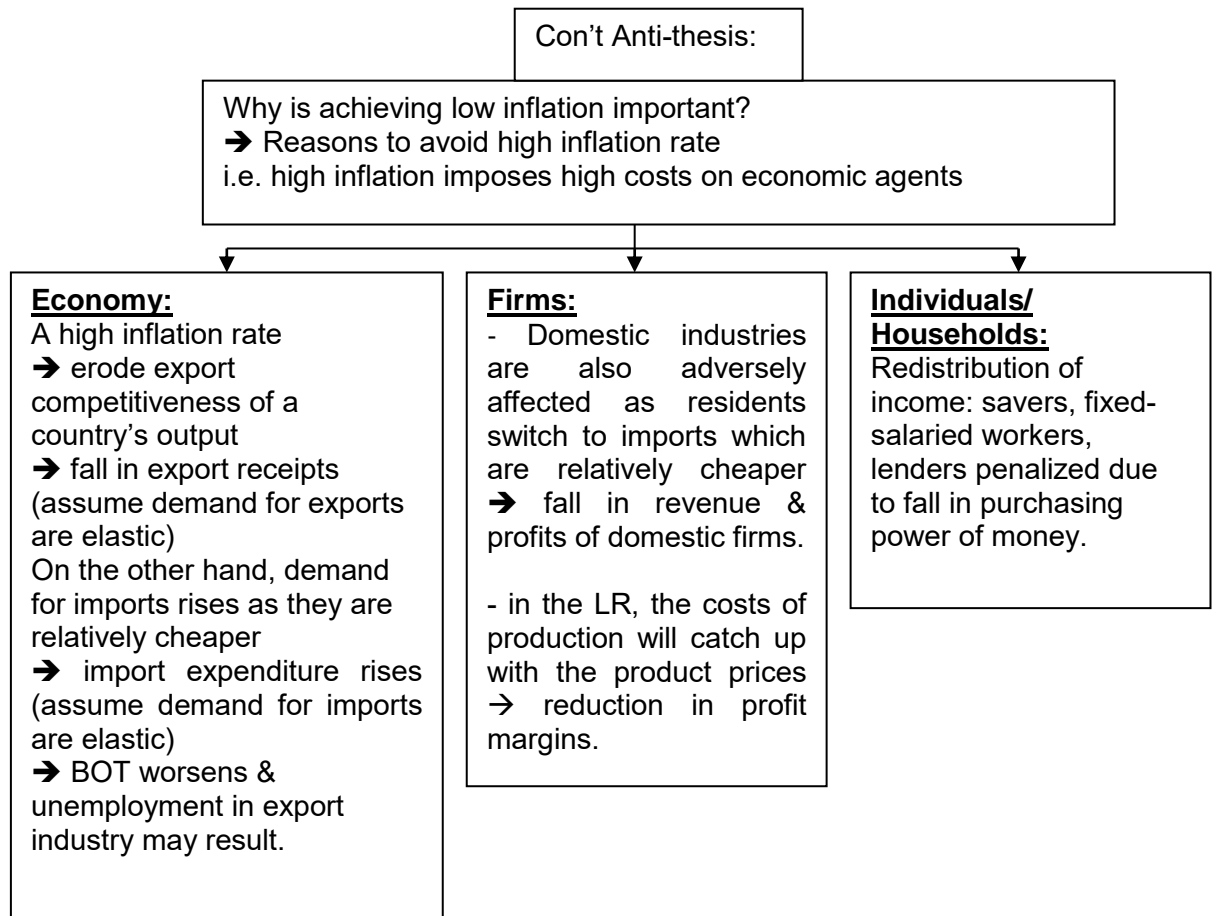 Con’t Anti-thesis:
Why is achieving low inflation important?
➔ Reasons to avoid high inflation rate
i.e. high inflation imposes high costs on economic agents
Economy:
A high inflation rate
➔ erode export
competitiveness of a
country’s output
➔ fall in export receipts
(assume demand for exports
are elastic)
On the other hand, demand
for imports rises as they are
relatively cheaper
➔ import expenditure rises
(assume demand for imports
are elastic)
➔ BOT worsens &
unemployment in export
industry may result.
Firms:
- Domestic industries
are also adversely
affected as residents
switch to imports which
are relatively cheaper
➔ fall in revenue &
profits of domestic firms.
- in the LR, the costs of
production will catch up
with the product prices
→ reduction in profit
margins.
Individuals/
Households:
Redistribution of
income: savers, fixed-
salaried workers,
lenders penalized due
to fall in purchasing
power of money.